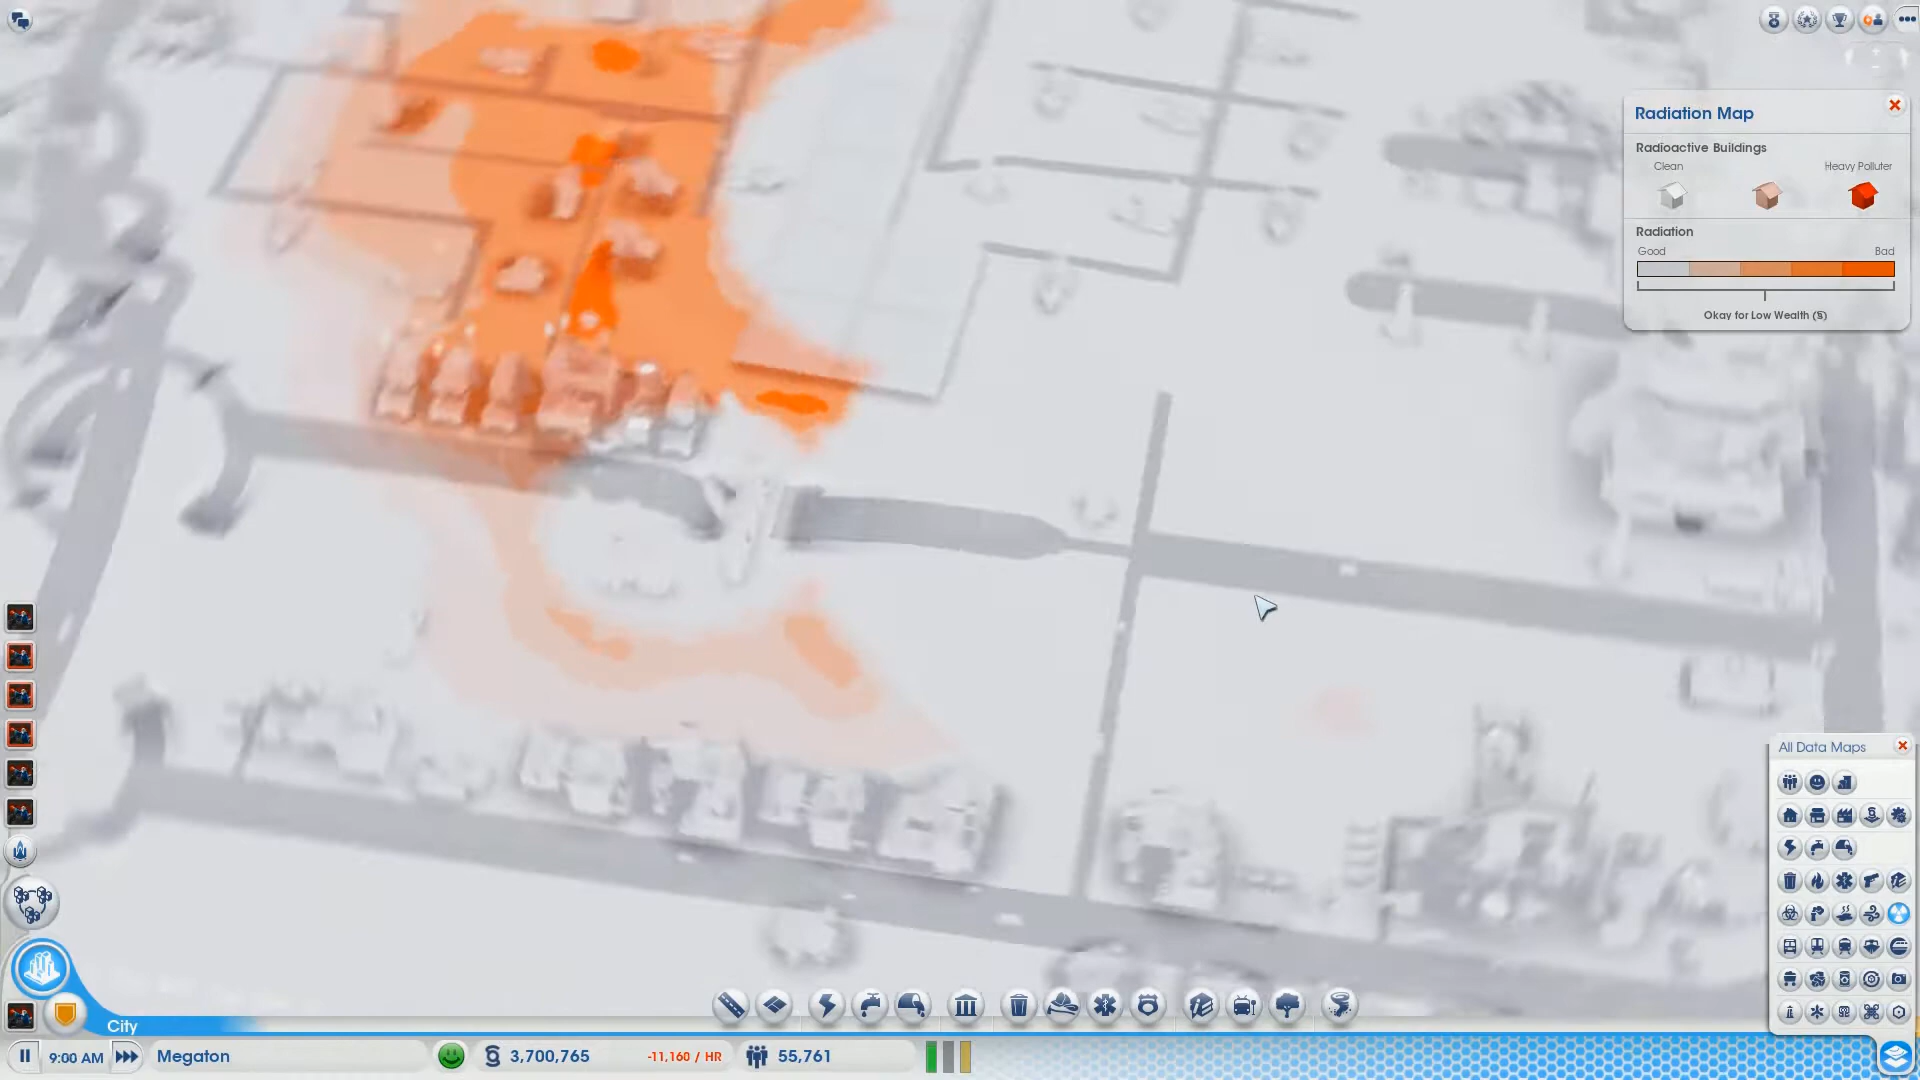 Radiation Map
Radioactive Buildings
Clean
Heavy Polluter
Radiation
Good
Bad
Okay for Low Wealth (§)
All Data Maps
City
9:00 AM
Megaton
3,700,765
-11,160 / HR
55,761